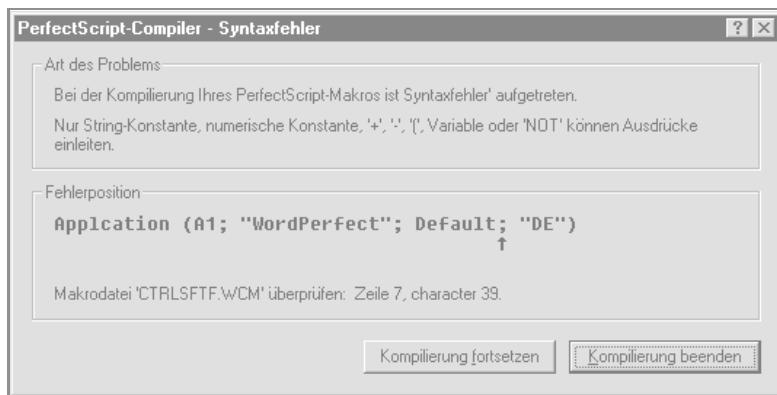 PerfectScript-Compiler - Syntaxfehler
Art des Problems
Bei der Kompilierung Ihres PerfectScript-Makros ist Syntaxfehler' aufgetreten.
Nur String-Konstante, numerische Konstante, '+', '-', '(', Variable oder 'NOT' können Ausdrücke
einleiten.
Fehlerposition
Applcation (A1; "WordPerfect"; Default; "DE")
Makrodatei 'CTRLSFTF.WCM' überprüfen: Zeile 7, character 39.
Kompilierung fortsetzen Kompilierung beenden